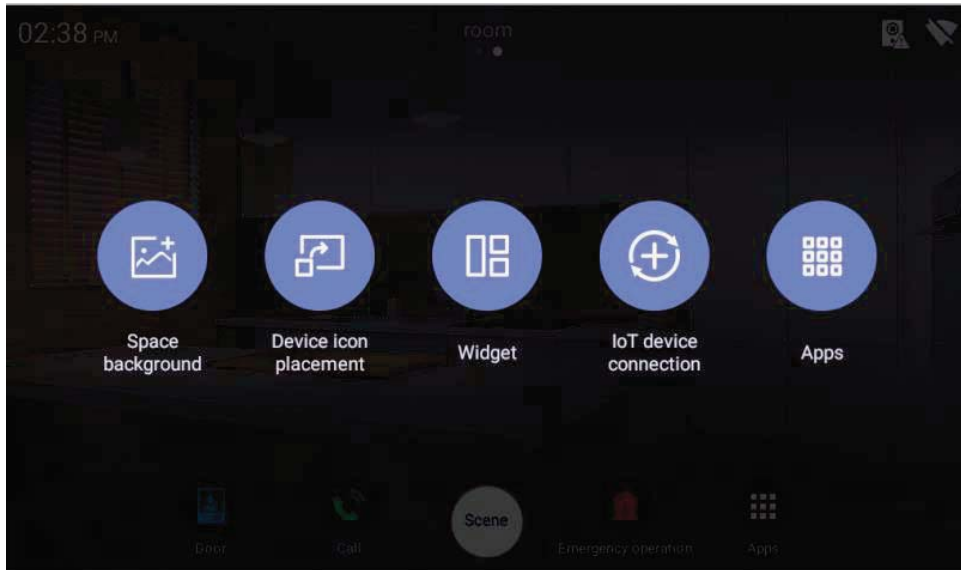 02:38 PM
room
Space
background
Device icon
placement
Widget
IoT device
connection
Apps
Door
Call
Scene
Emergency operation
Apps